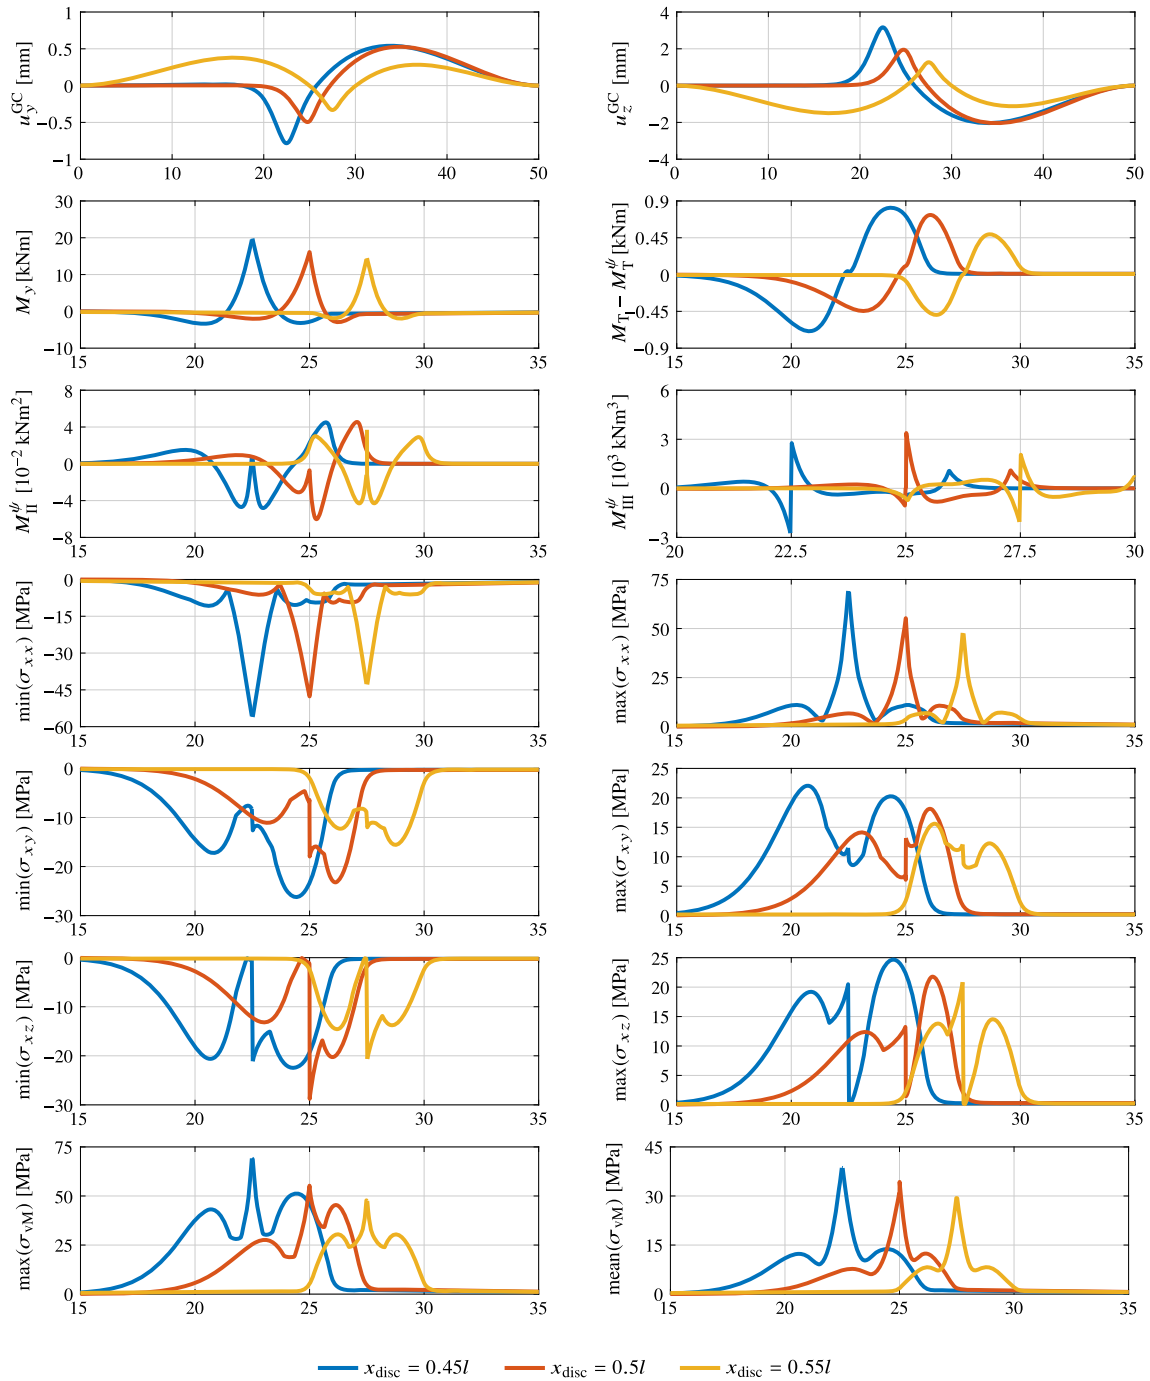 1
0.5
0
−0.5
−1
u_y^GC [mm]
0 10 20 30 40 50
4
2
0
−2
−4
u_z^GC [mm]
0 10 20 30 40 50
30
20
10
0
−10
M_y [kNm]
15 20 25 30 35
0.9
0.45
0
−0.45
−0.9
M_T − M_T^ψ [kNm]
15 20 25 30 35
8
4
0
−4
−8
M_II^ψ [10^−2 kNm^2]
15 20 25 30 35
6
3
0
−3
M_III^ψ [10^3 kNm^3]
20 22.5 25 27.5 30
0
−15
−30
−45
−60
min(σ_xx) [MPa]
15 20 25 30 35
75
50
25
0
max(σ_xx) [MPa]
15 20 25 30 35
0
−10
−20
−30
min(σ_xy) [MPa]
15 20 25 30 35
25
20
15
10
5
0
max(σ_xy) [MPa]
15 20 25 30 35
0
−10
−20
−30
min(σ_xz) [MPa]
15 20 25 30 35
25
20
15
10
5
0
max(σ_xz) [MPa]
15 20 25 30 35
75
50
25
0
max(σ_vM) [MPa]
15 20 25 30 35
45
30
15
0
mean(σ_vM) [MPa]
15 20 25 30 35
x_disc = 0.45l x_disc = 0.5l x_disc = 0.55l